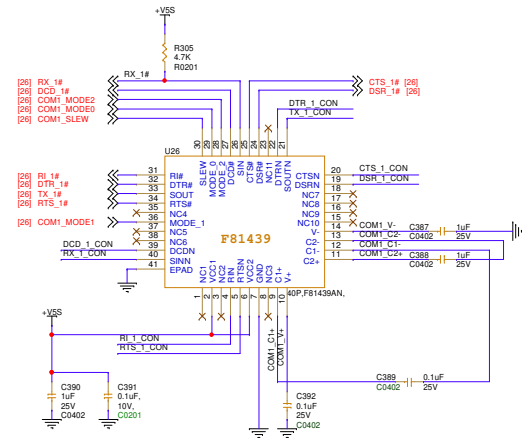 +V5S
R305
4.7K
R0201
RX_1#
[26] RX_1#
[26] DCD_1#
[26] COM1_MODE2
[26] COM1_MODE0
[26] COM1_SLEW
CTS_1# [26]
DSR_1# [26]
DTR_1_CON
TX_1_CON
30 29 28 27 26 25 24 23 22 21
U26
SLEW MODE_0 MODE_2 DCD# SIN CTS# DSR# NC11 DTRN SOUTN
[26] RI_1#
[26] DTR_1#
[26] TX_1#
[26] RTS_1#
[26] COM1_MODE1
DCD_1_CON
RX_1_CON
31 RI#
32 DTR#
33 SOUT
34 RTS#
35 NC4
36 MODE_1
37 NC5
38 NC6
39 DCDN
40 SINN
41 EPAD
F81439
CTSN 20 CTS_1_CON
DSRN 19 DSR_1_CON
NC7 18
NC8 17
NC9 16
NC10 15
V- 14 COM1_V-
C2- 13 COM1_C2-
C1- 12 COM1_C1-
C2+ 11 COM1_C2+
C387 1uF
C0402 25V
C388 1uF
C0402 25V
NC1 VCC1 NC2 RIN RTSN VCC2 GND NC3 C1+ V+
40P,F81439AN,
1 2 3 4 5 6 7 8 9 10
+V5S
RI_1_CON
RTS_1_CON
COM1_C1+
COM1_V+
C390
1uF
25V
C0402
C391
0.1uF,
10V,
C0201
C389 0.1uF
C0402 25V
C392
0.1uF
25V
C0402